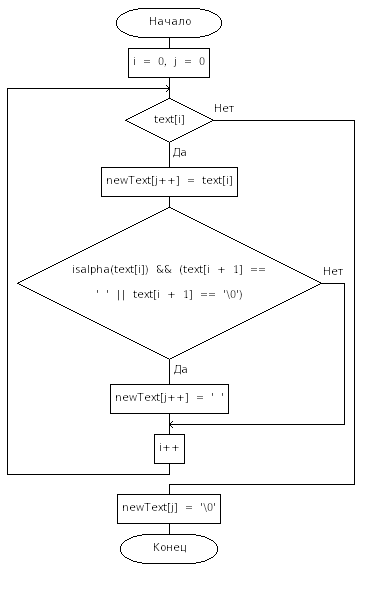 Начало
i = 0, j = 0
text[i]
Нет
Да
newText[j++] = text[i]
isalpha(text[i]) && (text[i + 1] ==
' ' || text[i + 1] == '\0')
Нет
Да
newText[j++] = ' '
i++
newText[j] = '\0'
Конец